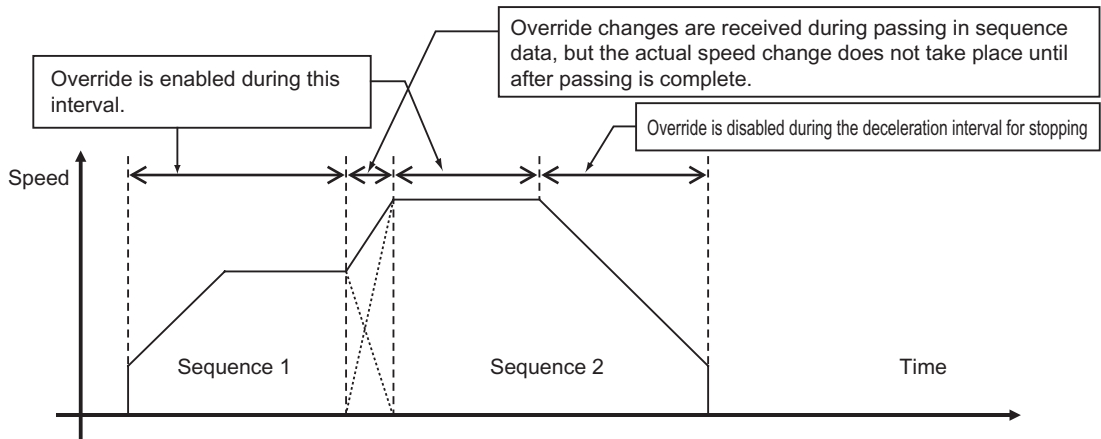 Override changes are received during passing in sequence
data, but the actual speed change does not take place until
after passing is complete.
Override is enabled during this
interval.
Override is disabled during the deceleration interval for stopping
Speed
Sequence 1
Sequence 2
Time